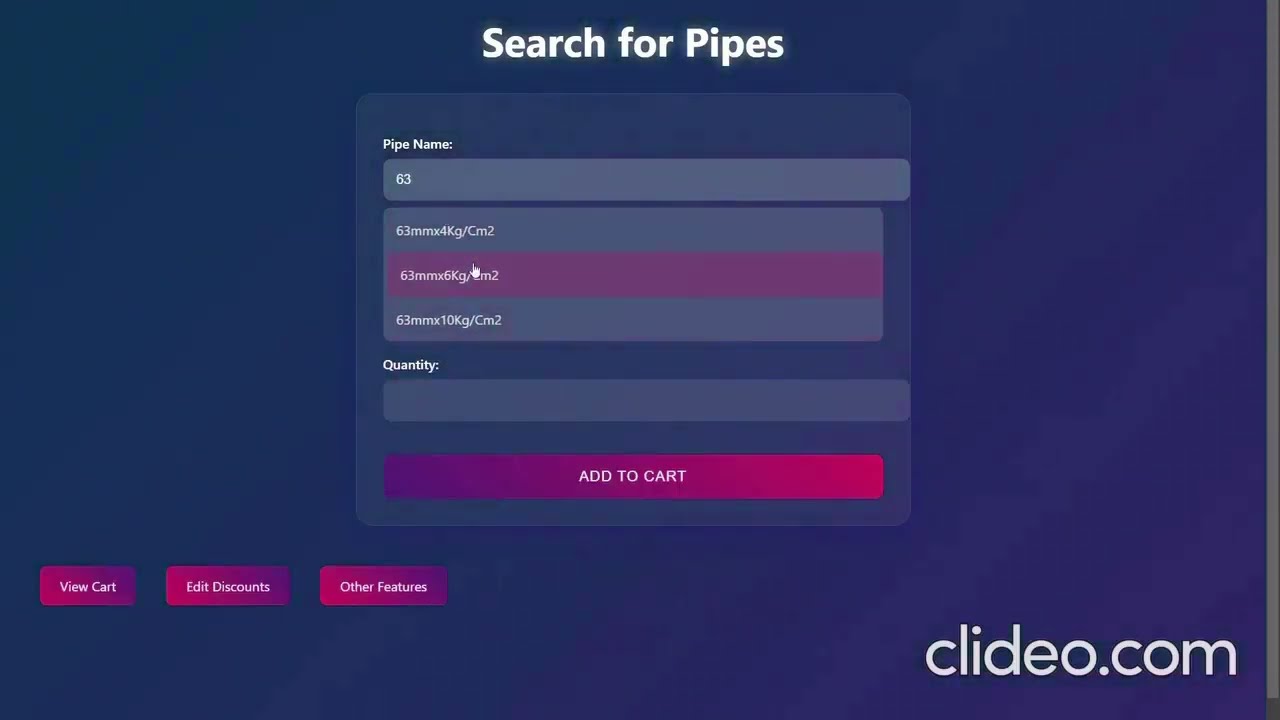 Search for Pipes
Pipe Name:
63
63mmx4Kg/Cm2
63mmx6Kg/Cm2
63mmx10Kg/Cm2
Quantity:
ADD TO CART
View Cart
Edit Discounts
Other Features
clideo.com